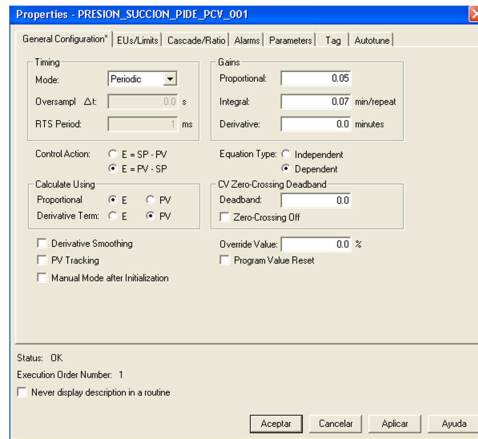 Properties - PRESION_SUCCION_PIDE_PCV_001
General Configuration* EUs/Limits Cascade/Ratio Alarms Parameters Tag Autotune
Timing
Mode: Periodic
Oversampl Δt: 0.0 s
RTS Period: 1 ms
Gains
Proportional: 0.05
Integral: 0.07 min/repeat
Derivative: 0.0 minutes
Control Action: E = SP - PV
E = PV - SP
Equation Type: Independent
Dependent
Calculate Using
Proportional E PV
Derivative Term: E PV
CV Zero-Crossing Deadband
Deadband: 0.0
Zero-Crossing Off
Derivative Smoothing
PV Tracking
Manual Mode after Initialization
Override Value: 0.0 %
Program Value Reset
Status: OK
Execution Order Number: 1
Never display description in a routine
Aceptar Cancelar Aplicar Ayuda